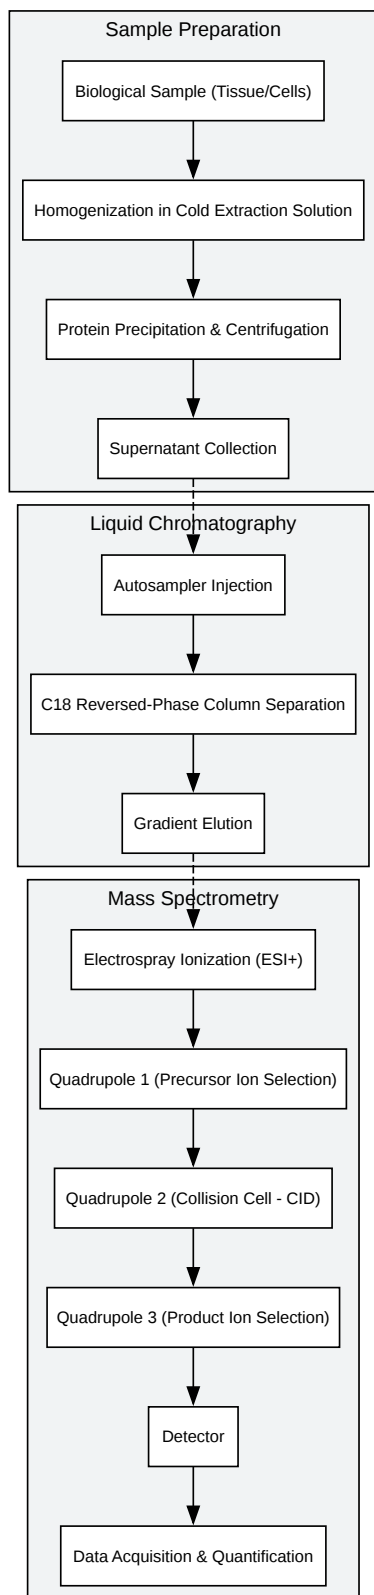 Sample Preparation
Biological Sample (Tissue/Cells)
Homogenization in Cold Extraction Solution
Protein Precipitation & Centrifugation
Supernatant Collection
Liquid Chromatography
Autosampler Injection
C18 Reversed-Phase Column Separation
Gradient Elution
Mass Spectrometry
Electrospray Ionization (ESI+)
Quadrupole 1 (Precursor Ion Selection)
Quadrupole 2 (Collision Cell - CID)
Quadrupole 3 (Product Ion Selection)
Detector
Data Acquisition & Quantification